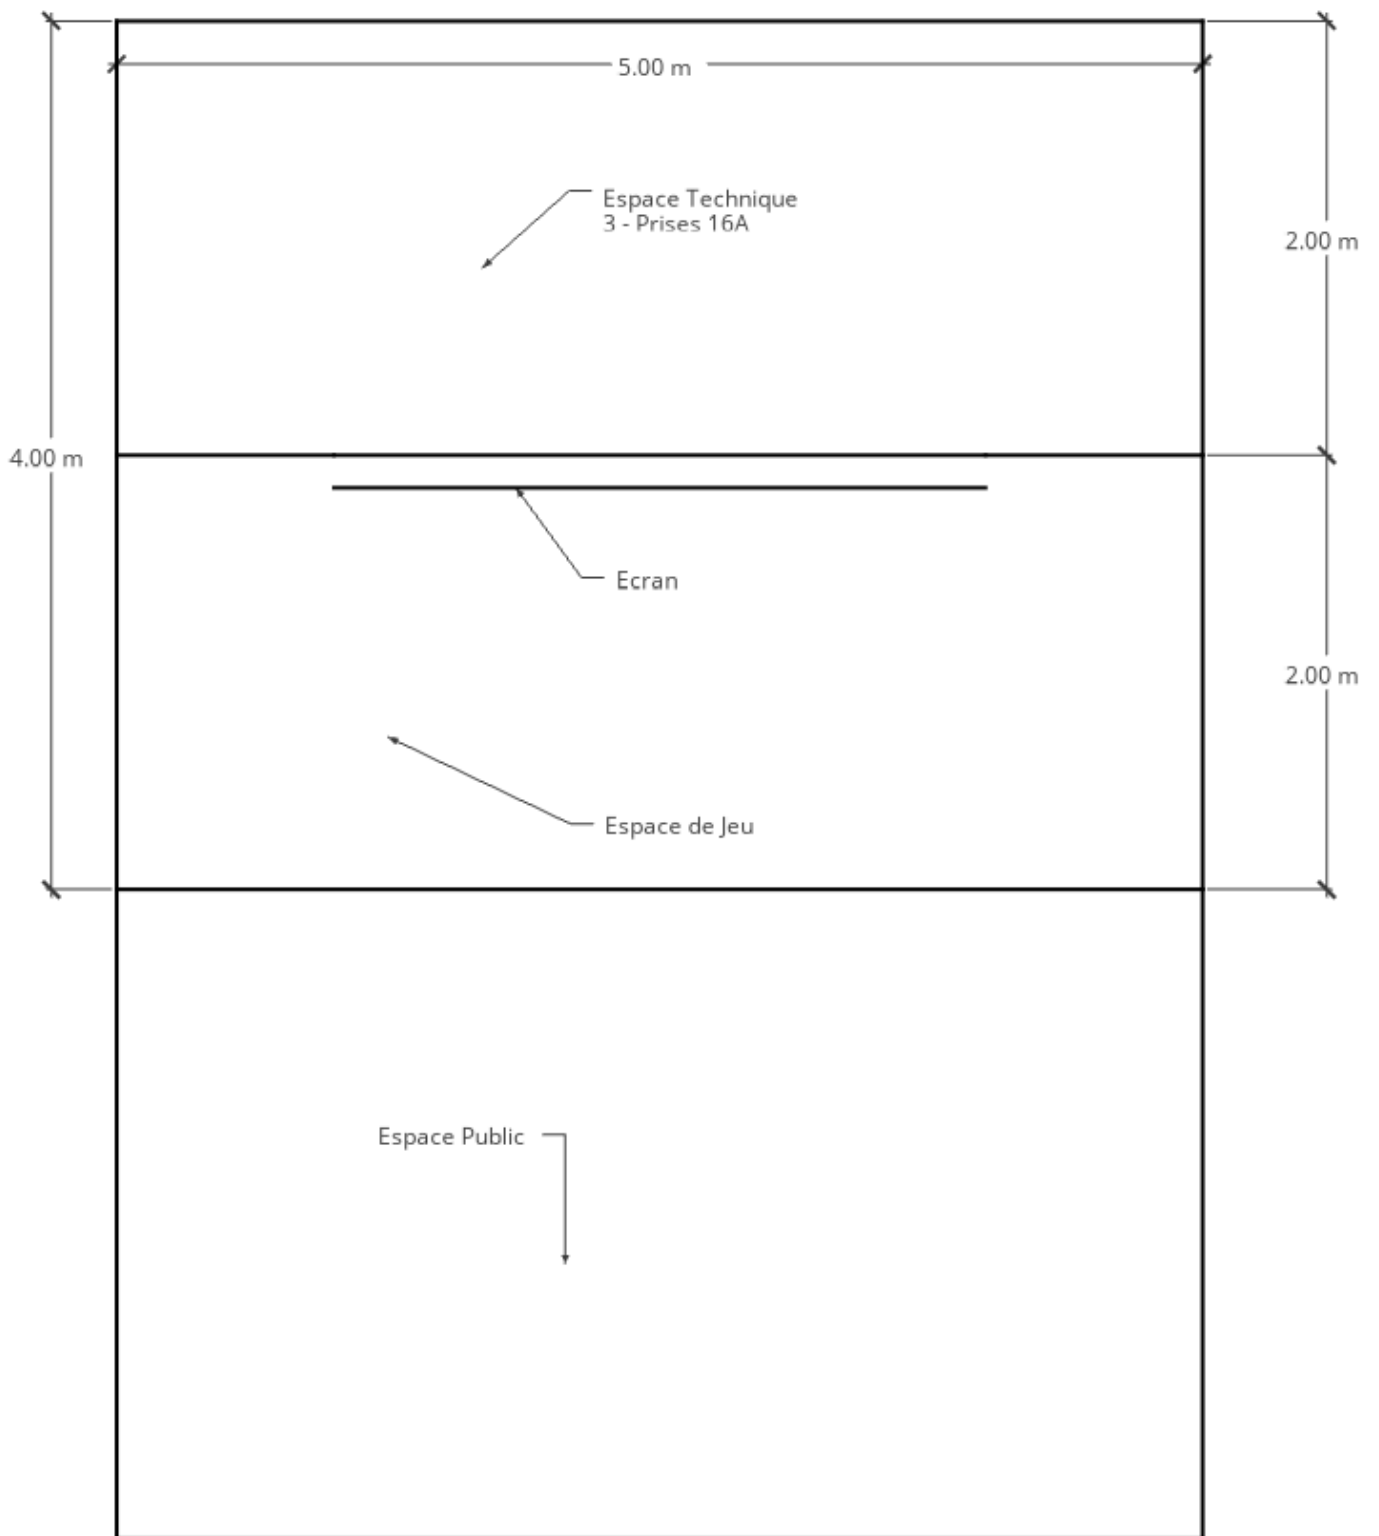 5.00 m
Espace Technique
3 - Prises 16A
2.00 m
4.00 m
Ecran
2.00 m
Espace de Jeu
Espace Public